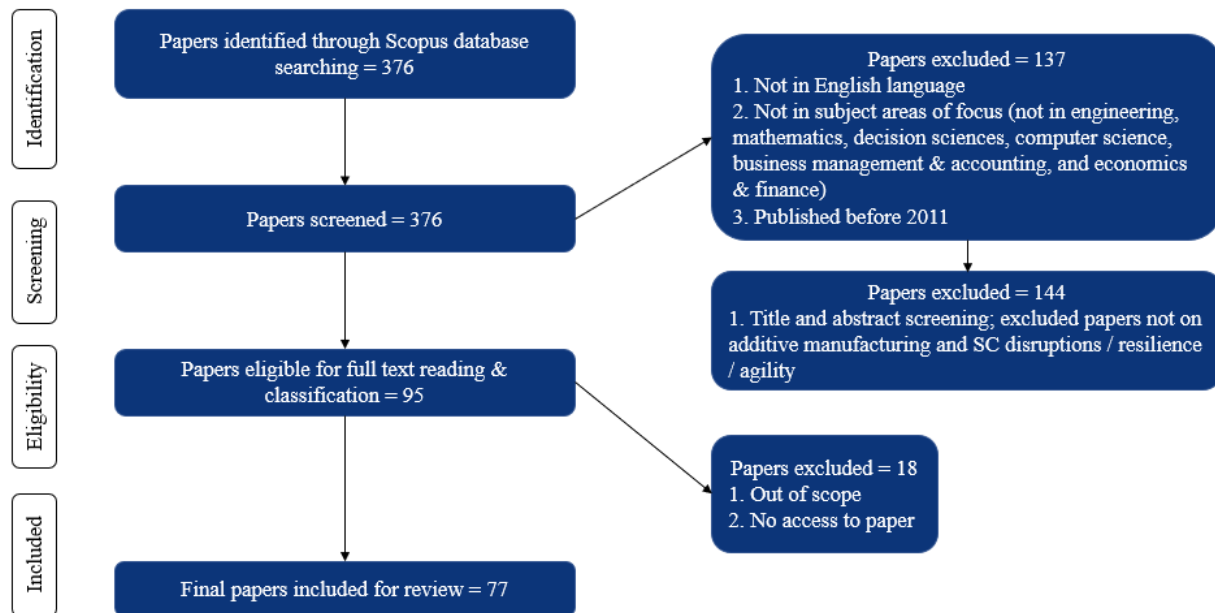 Identification
Papers identified through Scopus database
searching = 376
Papers excluded = 137
1. Not in English language
2. Not in subject areas of focus (not in engineering,
mathematics, decision sciences, computer science,
business management & accounting, and economics
& finance)
3. Published before 2011
Screening
Papers screened = 376
Papers excluded = 144
1. Title and abstract screening; excluded papers not on
additive manufacturing and SC disruptions / resilience
/ agility
Eligibility
Papers eligible for full text reading &
classification = 95
Papers excluded = 18
1. Out of scope
2. No access to paper
Included
Final papers included for review = 77